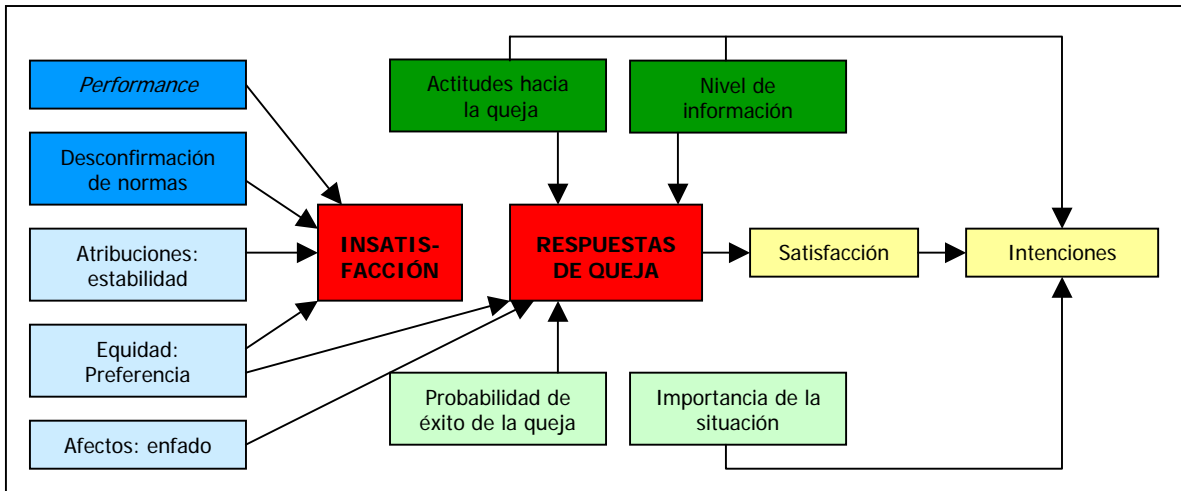 Performance
Desconfirmación
de normas
Atribuciones:
estabilidad
Equidad:
Preferencia
Afectos: enfado
INSATIS-
FACCIÓN
Actitudes hacia
la queja
Nivel de
información
RESPUESTAS
DE QUEJA
Satisfacción
Intenciones
Probabilidad de
éxito de la queja
Importancia de la
situación